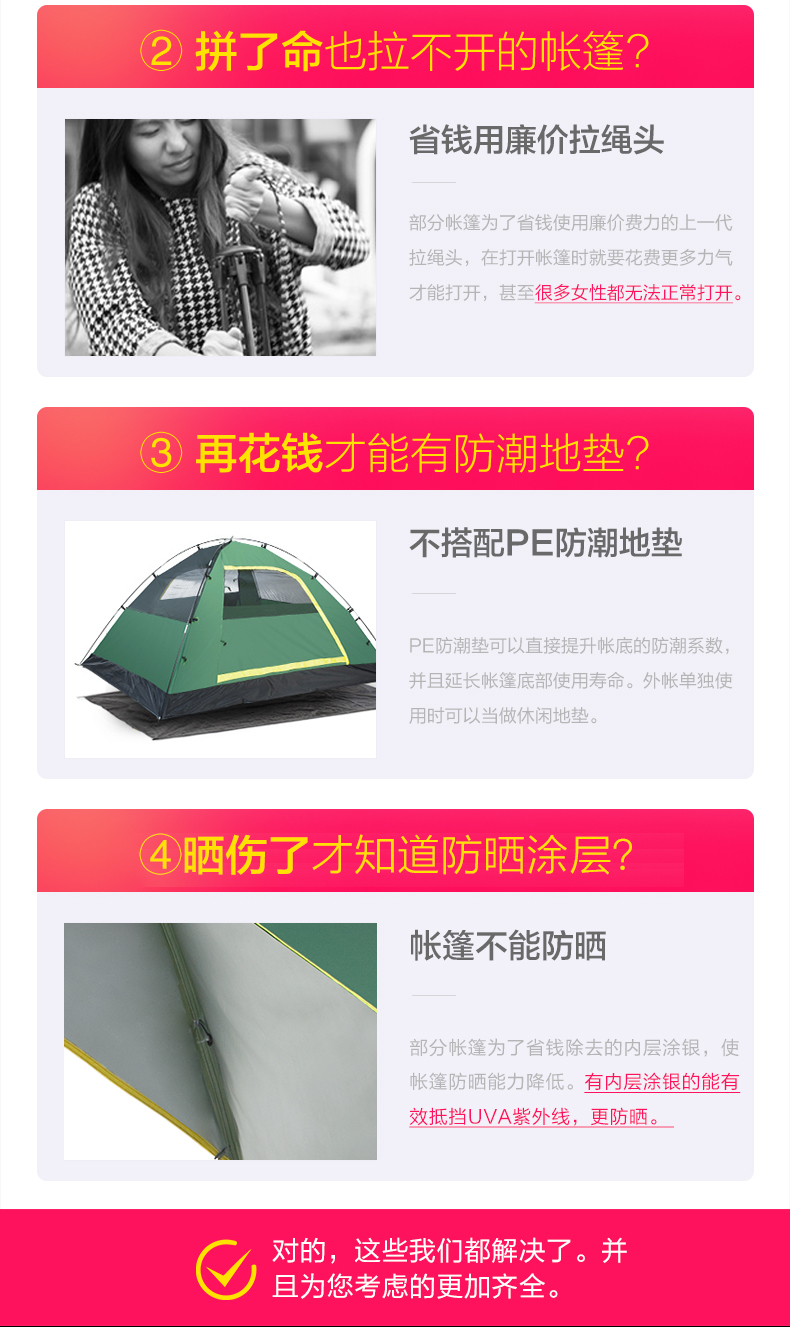 ② 拼了命也拉不开的帐篷？
省钱用廉价拉绳头
部分帐篷为了省钱使用廉价费力的上一代
拉绳头，在打开帐篷时就要花费更多力气
才能打开，甚至很多女性都无法正常打开。
③ 再花钱才能有防潮地垫？
不搭配PE防潮地垫
PE防潮垫可以直接提升帐底的防潮系数，
并且延长帐篷底部使用寿命。外帐单独使
用时可以当做休闲地垫。
④晒伤了才知道防晒涂层？
帐篷不能防晒
部分帐篷为了省钱除去的内层涂银，使
帐篷防晒能力降低。有内层涂银的能有
效抵挡UVA紫外线，更防晒。
对的，这些我们都解决了。并
且为您考虑的更加齐全。